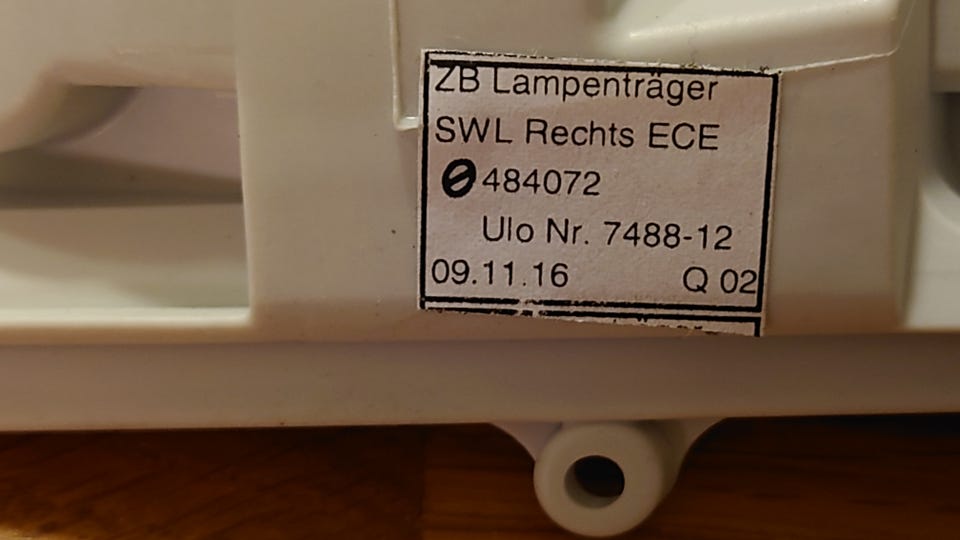 ZB Lampenträger
SWL Rechts ECE
484072
Ulo Nr. 7488-12
09.11.16 Q 02